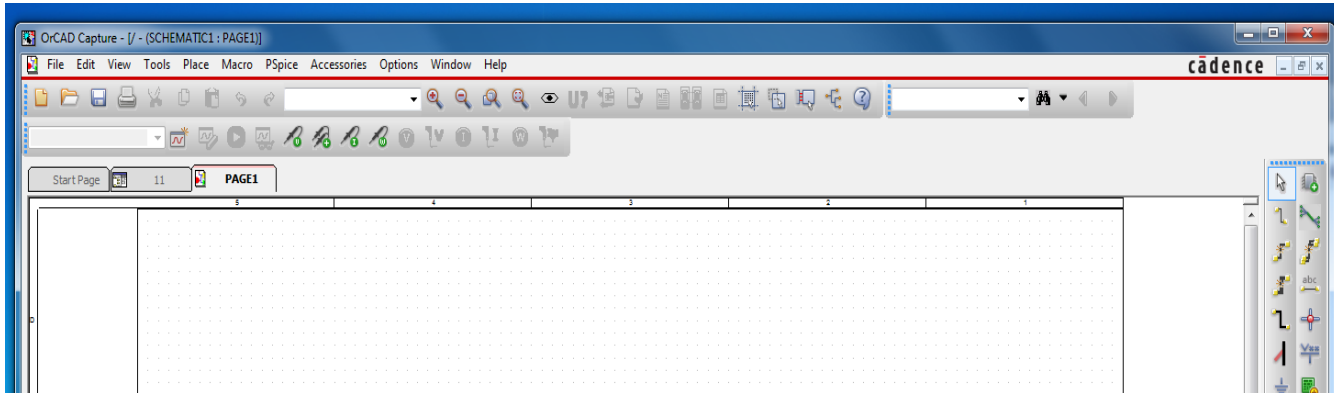 OrCAD Capture - [/ - (SCHEMATIC1 : PAGE1)]
File Edit View Tools Place Macro PSpice Accessories Options Window Help cādence
U?
V V I I W
Start Page 11 PAGE1
5 4 3 2 1
abc
D